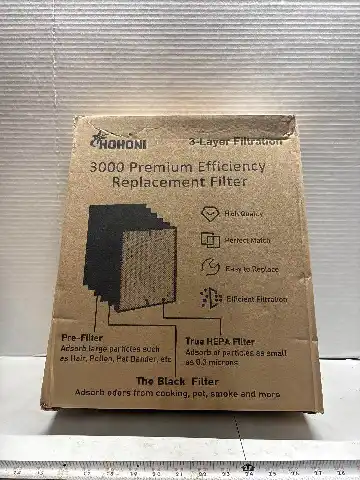 HOHONI
3-Layer Filtration
3000 Premium Efficiency
Replacement Filter
High Quality
Perfect Match
Easy to Replace
Efficient Filtration
Pre-Filter
Adsorb large particles such
as Hair, Pollen, Pet Dander, etc
True HEPA Filter
Adsorb of particles as small
as 0.3 microns
The Black Filter
Adsorb odors from cooking, pet, smoke and more